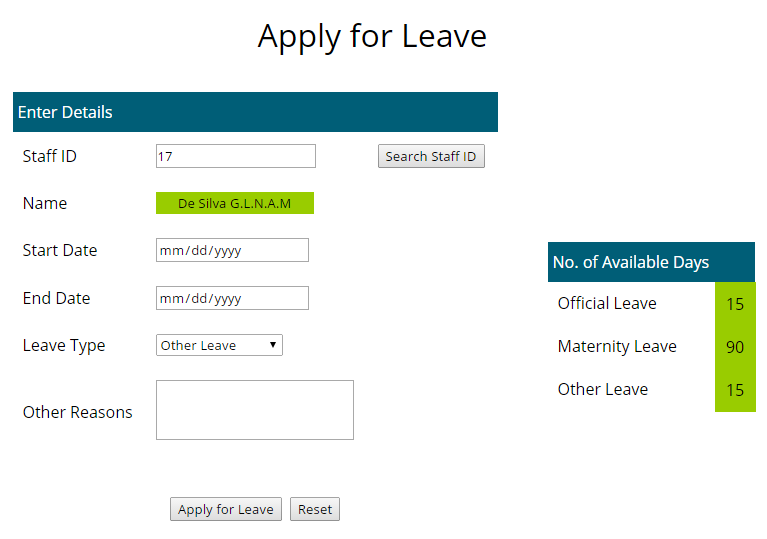 Apply for Leave
Enter Details
Staff ID 17 Search Staff ID
Name De Silva G.L.N.A.M
Start Date mm/dd/yyyy
End Date mm/dd/yyyy
Leave Type Other Leave
Other Reasons
Apply for Leave Reset
No. of Available Days
Official Leave 15
Maternity Leave 90
Other Leave 15